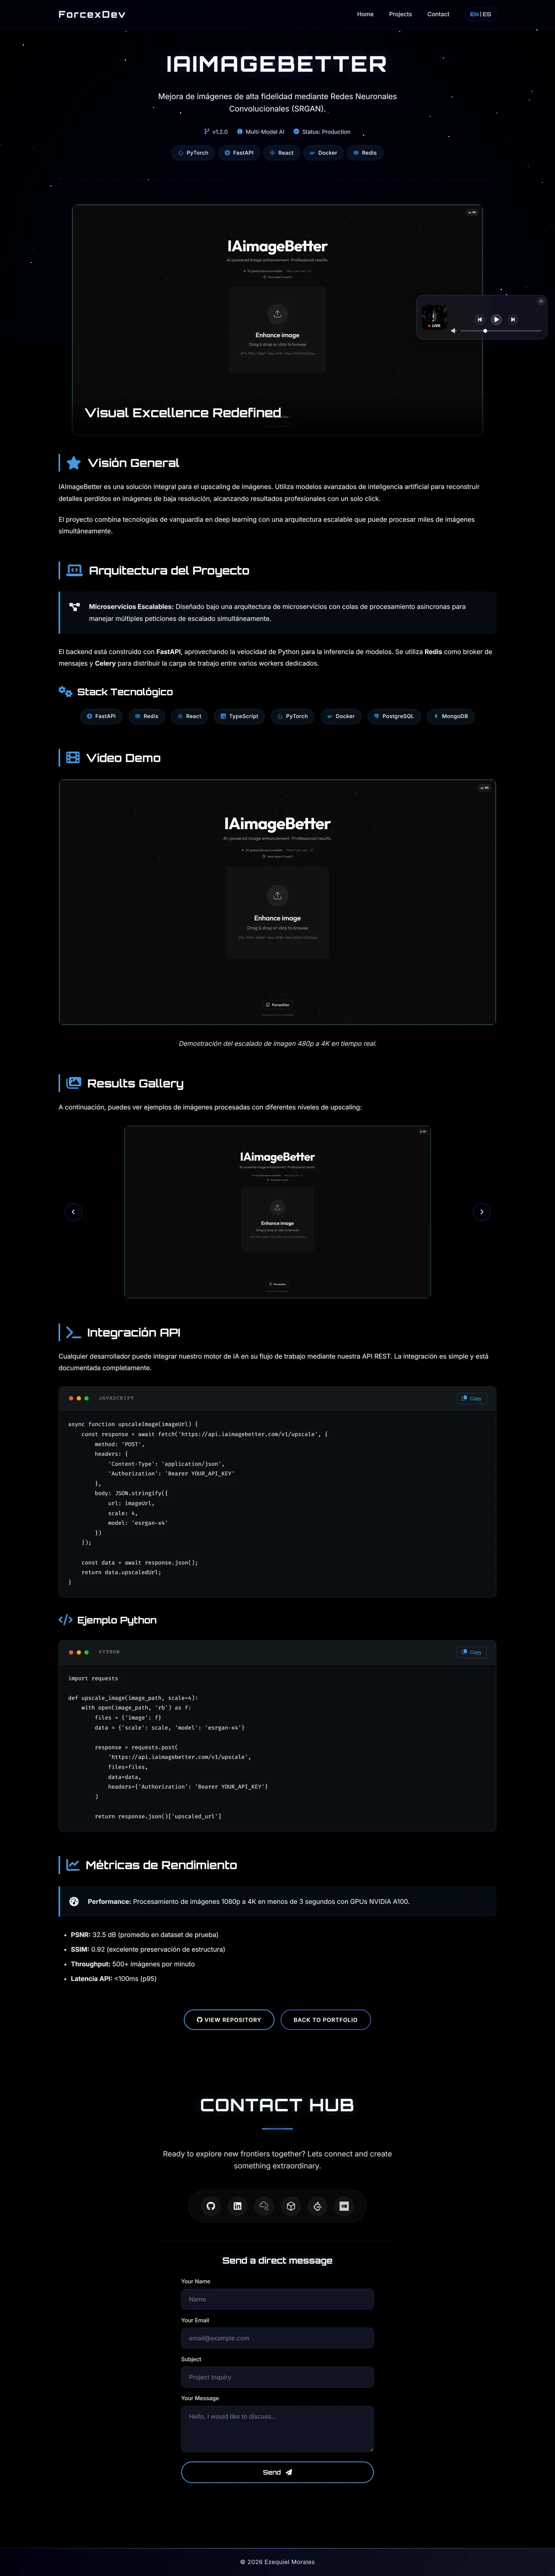 ForcexDev
Home Projects Contact EN | ES
IAIMAGEBETTER
Mejora de imágenes de alta fidelidad mediante Redes Neuronales
Convolucionales (SRGAN).
v1.2.0 Multi-Model AI Status: Production
PyTorch FastAPI React Docker Redis
IAimageBetter
AI-powered image enhancement. Professional results.
How does it work?
Enhance image
Drag & drop or click to browse
LIVE
Visual Excellence Redefined
Visión General
IAImageBetter es una solución integral para el upscaling de imágenes. Utiliza modelos avanzados de inteligencia artificial para reconstruir
detalles perdidos en imágenes de baja resolución, alcanzando resultados profesionales con un solo click.
El proyecto combina tecnologías de vanguardia en deep learning con una arquitectura escalable que puede procesar miles de imágenes
simultáneamente.
Arquitectura del Proyecto
Microservicios Escalables: Diseñado bajo una arquitectura de microservicios con colas de procesamiento asíncronas para
manejar múltiples peticiones de escalado simultáneamente.
El backend está construido con FastAPI, aprovechando la velocidad de Python para la inferencia de modelos. Se utiliza Redis como broker de
mensajes y Celery para distribuir la carga de trabajo entre varios workers dedicados.
Stack Tecnológico
FastAPI Redis React TypeScript PyTorch Docker PostgreSQL MongoDB
Video Demo
IAimageBetter
AI-powered image enhancement. Professional results.
How does it work?
Enhance image
Drag & drop or click to browse
ForcexDev
Demostración del escalado de imagen 480p a 4K en tiempo real.
Results Gallery
A continuación, puedes ver ejemplos de imágenes procesadas con diferentes niveles de upscaling:
IAimageBetter
AI-powered image enhancement. Professional results.
Enhance image
Drag & drop or click to browse
ForcexDev
Integración API
Cualquier desarrollador puede integrar nuestro motor de IA en su flujo de trabajo mediante nuestra API REST. La integración es simple y está
documentada completamente.
JAVASCRIPT Copy
async function upscaleImage(imageUrl) {
const response = await fetch('https://api.iaimagebetter.com/v1/upscale', {
method: 'POST',
headers: {
'Content-Type': 'application/json',
'Authorization': 'Bearer YOUR_API_KEY'
},
body: JSON.stringify({
url: imageUrl,
scale: 4,
model: 'esrgan-x4'
})
});
const data = await response.json();
return data.upscaledUrl;
}
Ejemplo Python
PYTHON Copy
import requests
def upscale_image(image_path, scale=4):
with open(image_path, 'rb') as f:
files = {'image': f}
data = {'scale': scale, 'model': 'esrgan-x4'}
response = requests.post(
'https://api.iaimagebetter.com/v1/upscale',
files=files,
data=data,
headers={'Authorization': 'Bearer YOUR_API_KEY'}
)
return response.json()['upscaled_url']
Métricas de Rendimiento
Performance: Procesamiento de imágenes 1080p a 4K en menos de 3 segundos con GPUs NVIDIA A100.
• PSNR: 32.5 dB (promedio en dataset de prueba)
• SSIM: 0.92 (excelente preservación de estructura)
• Throughput: 500+ imágenes por minuto
• Latencia API: <100ms (p95)
VIEW REPOSITORY BACK TO PORTFOLIO
CONTACT HUB
Ready to explore new frontiers together? Lets connect and create
something extraordinary.
Send a direct message
Your Name
Name
Your Email
email@example.com
Subject
Project Inquiry
Your Message
Hello, I would like to discuss...
Send
© 2026 Ezequiel Morales